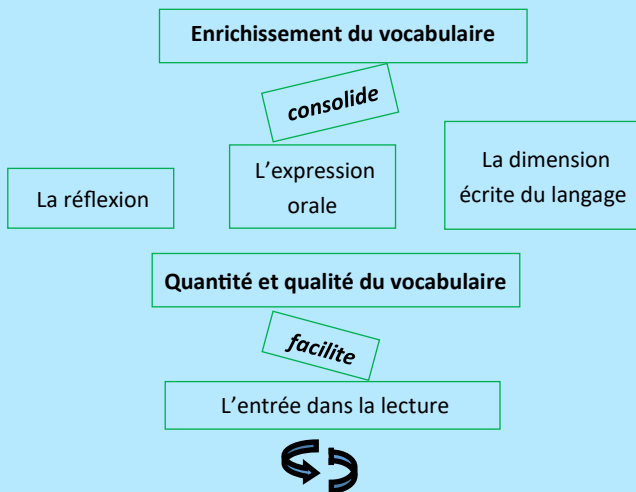 Enrichissement du vocabulaire
consolide
La réflexion
L’expression
orale
La dimension
écrite du langage
Quantité et qualité du vocabulaire
facilite
L’entrée dans la lecture